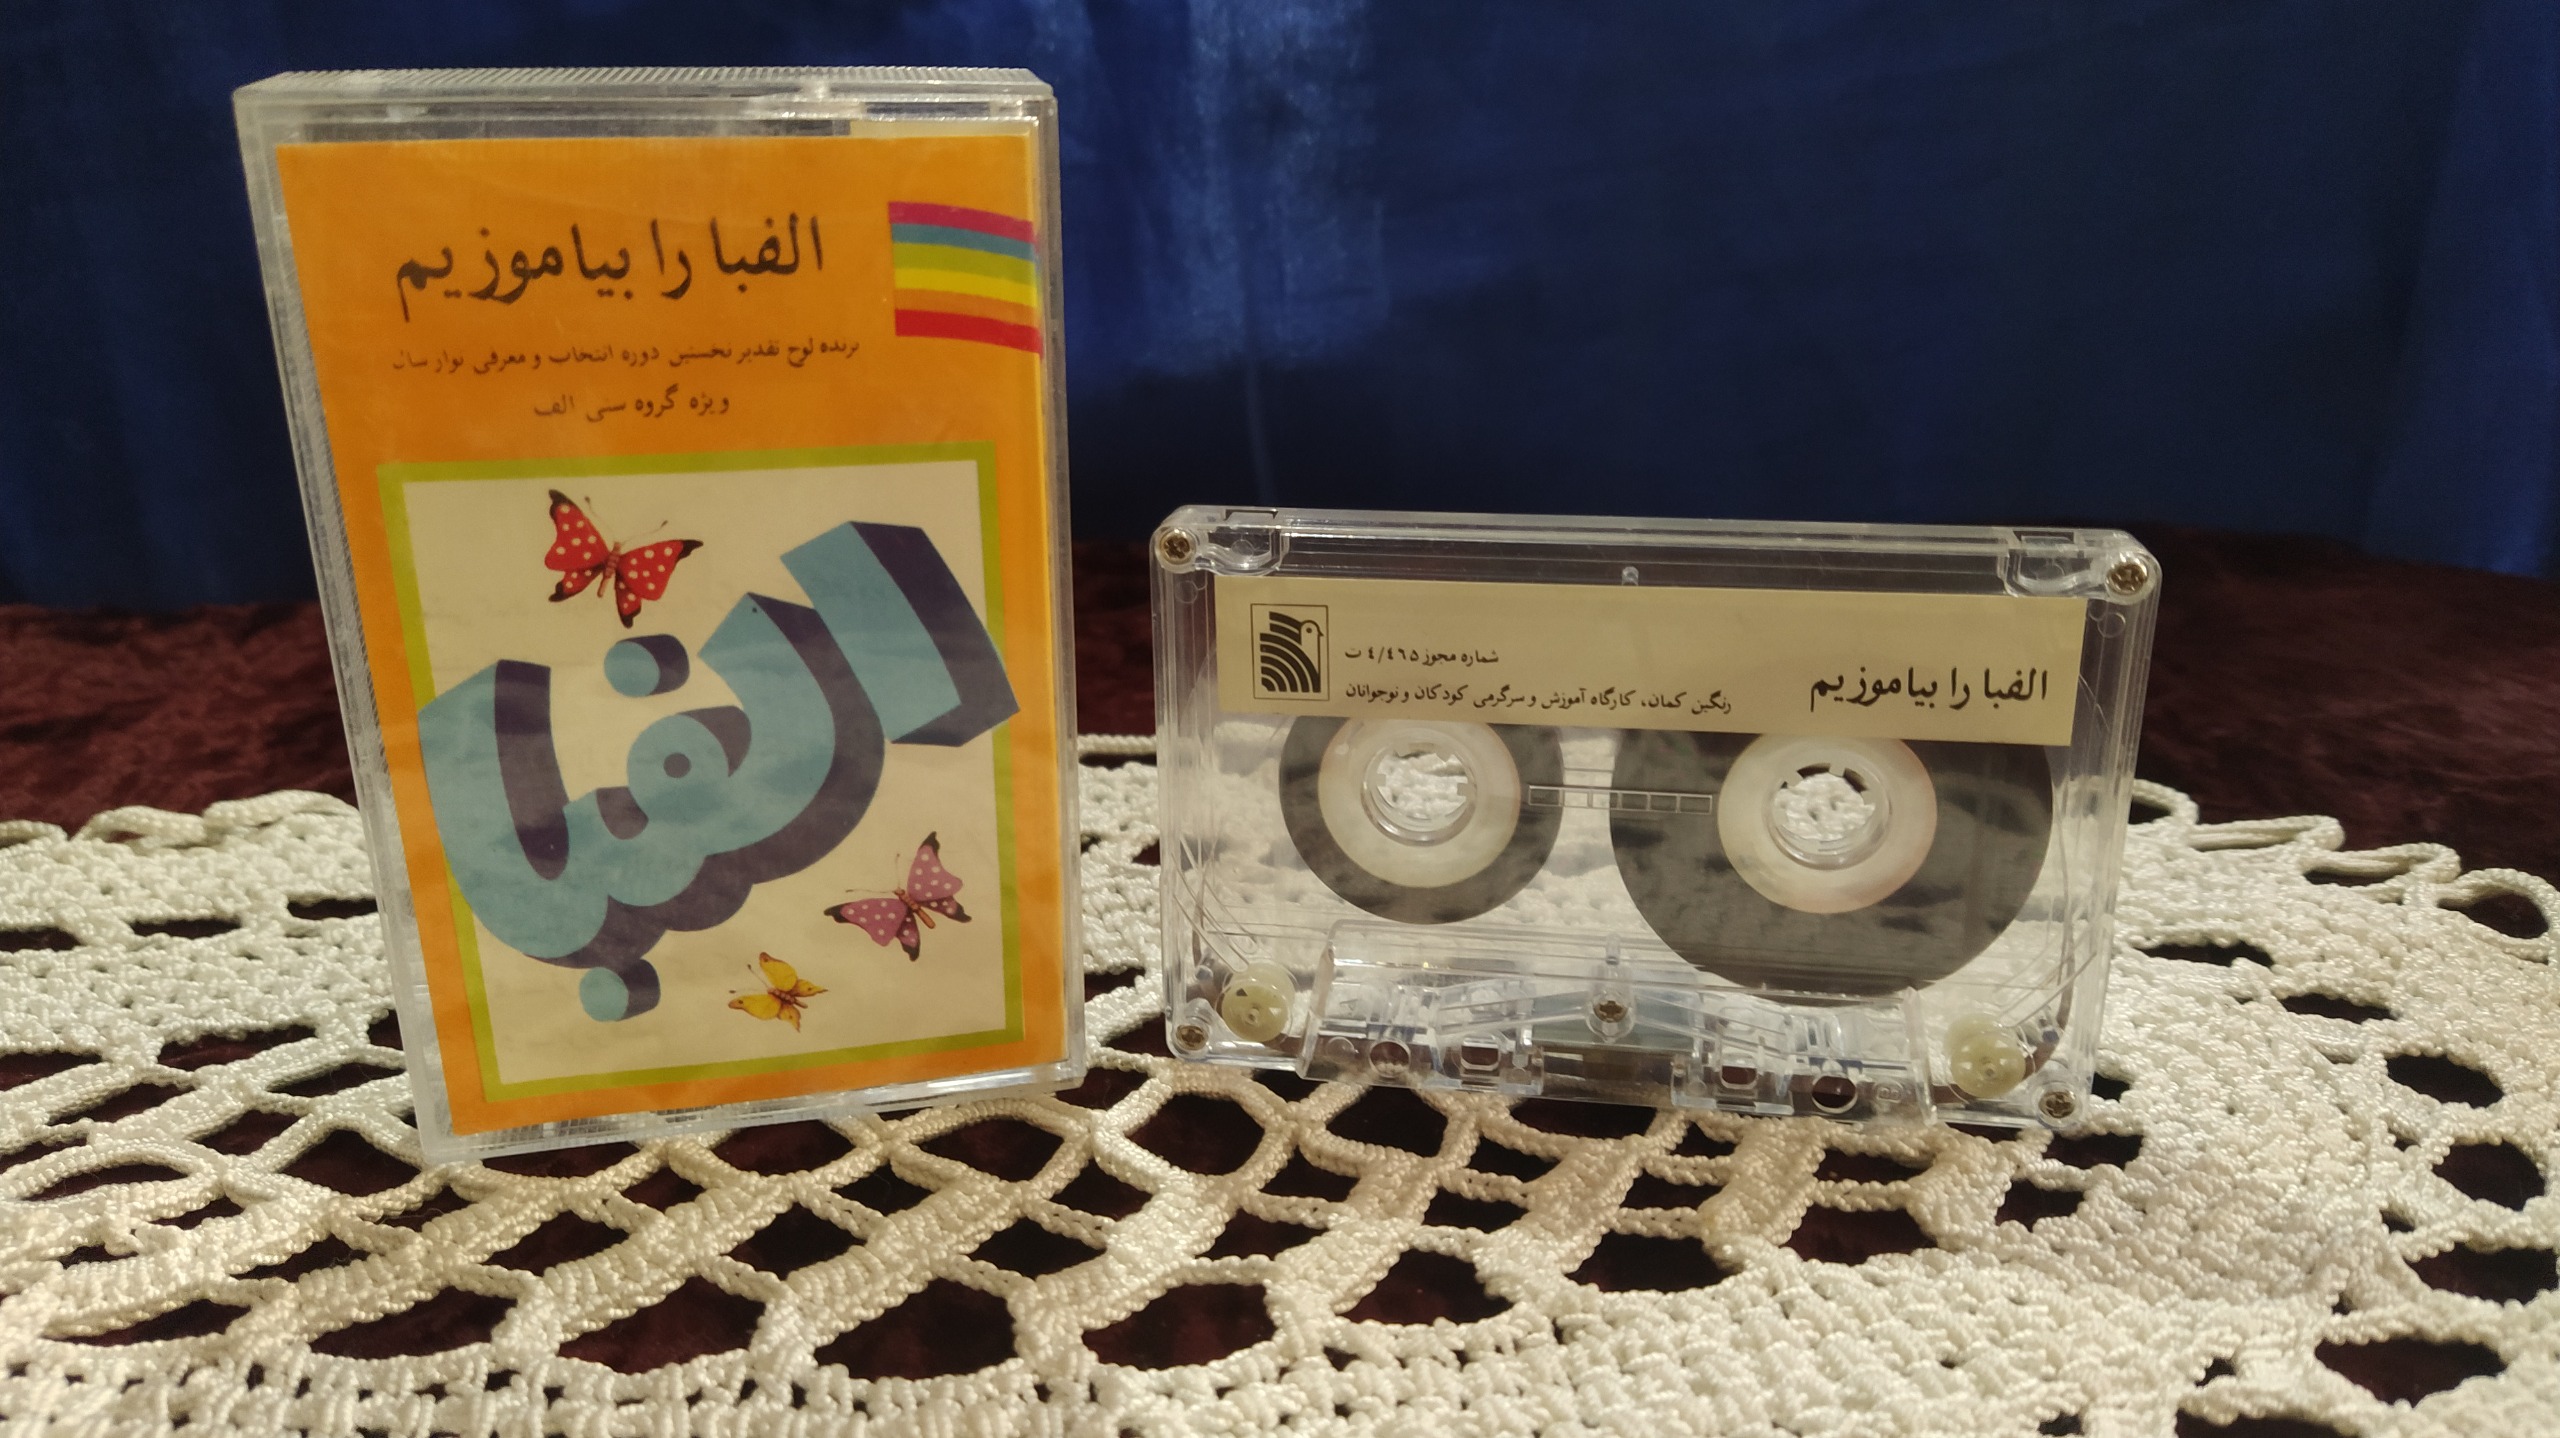 الفبا را بیاموزیم
برنده لوح تقدیر نخستین دوره انتخاب و معرفی نوار سال
ویژه گروه سنی الف
الفبا
شماره مجوز ۴/۴۶۵ ت
الفبا را بیاموزیم
رنگین کمان، کارگاه آموزش و سرگرمی کودکان و نوجوانان